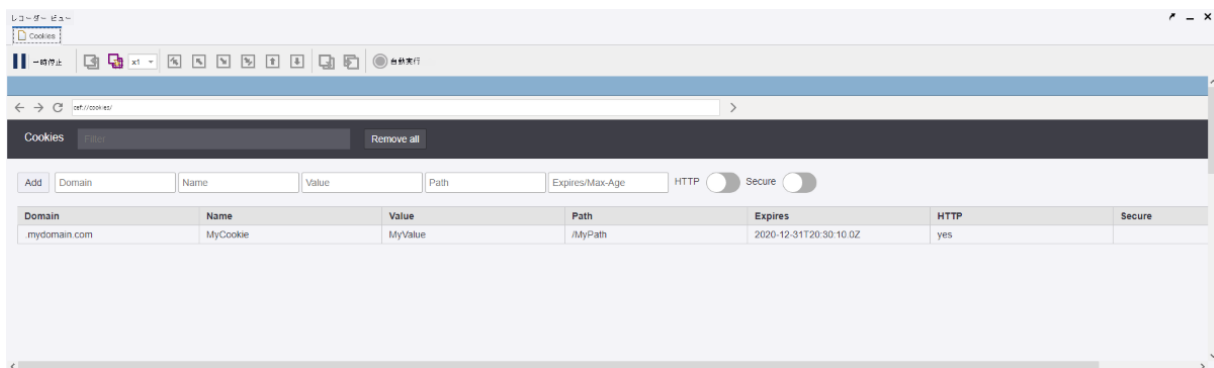 レコーダー ビュー
Cookies
一時停止 x1 自動実行
cef://cookies/
Cookies Filter Remove all
Add Domain Name Value Path Expires/Max-Age HTTP Secure
Domain Name Value Path Expires HTTP Secure
.mydomain.com MyCookie MyValue /MyPath 2020-12-31T20:30:10.0Z yes